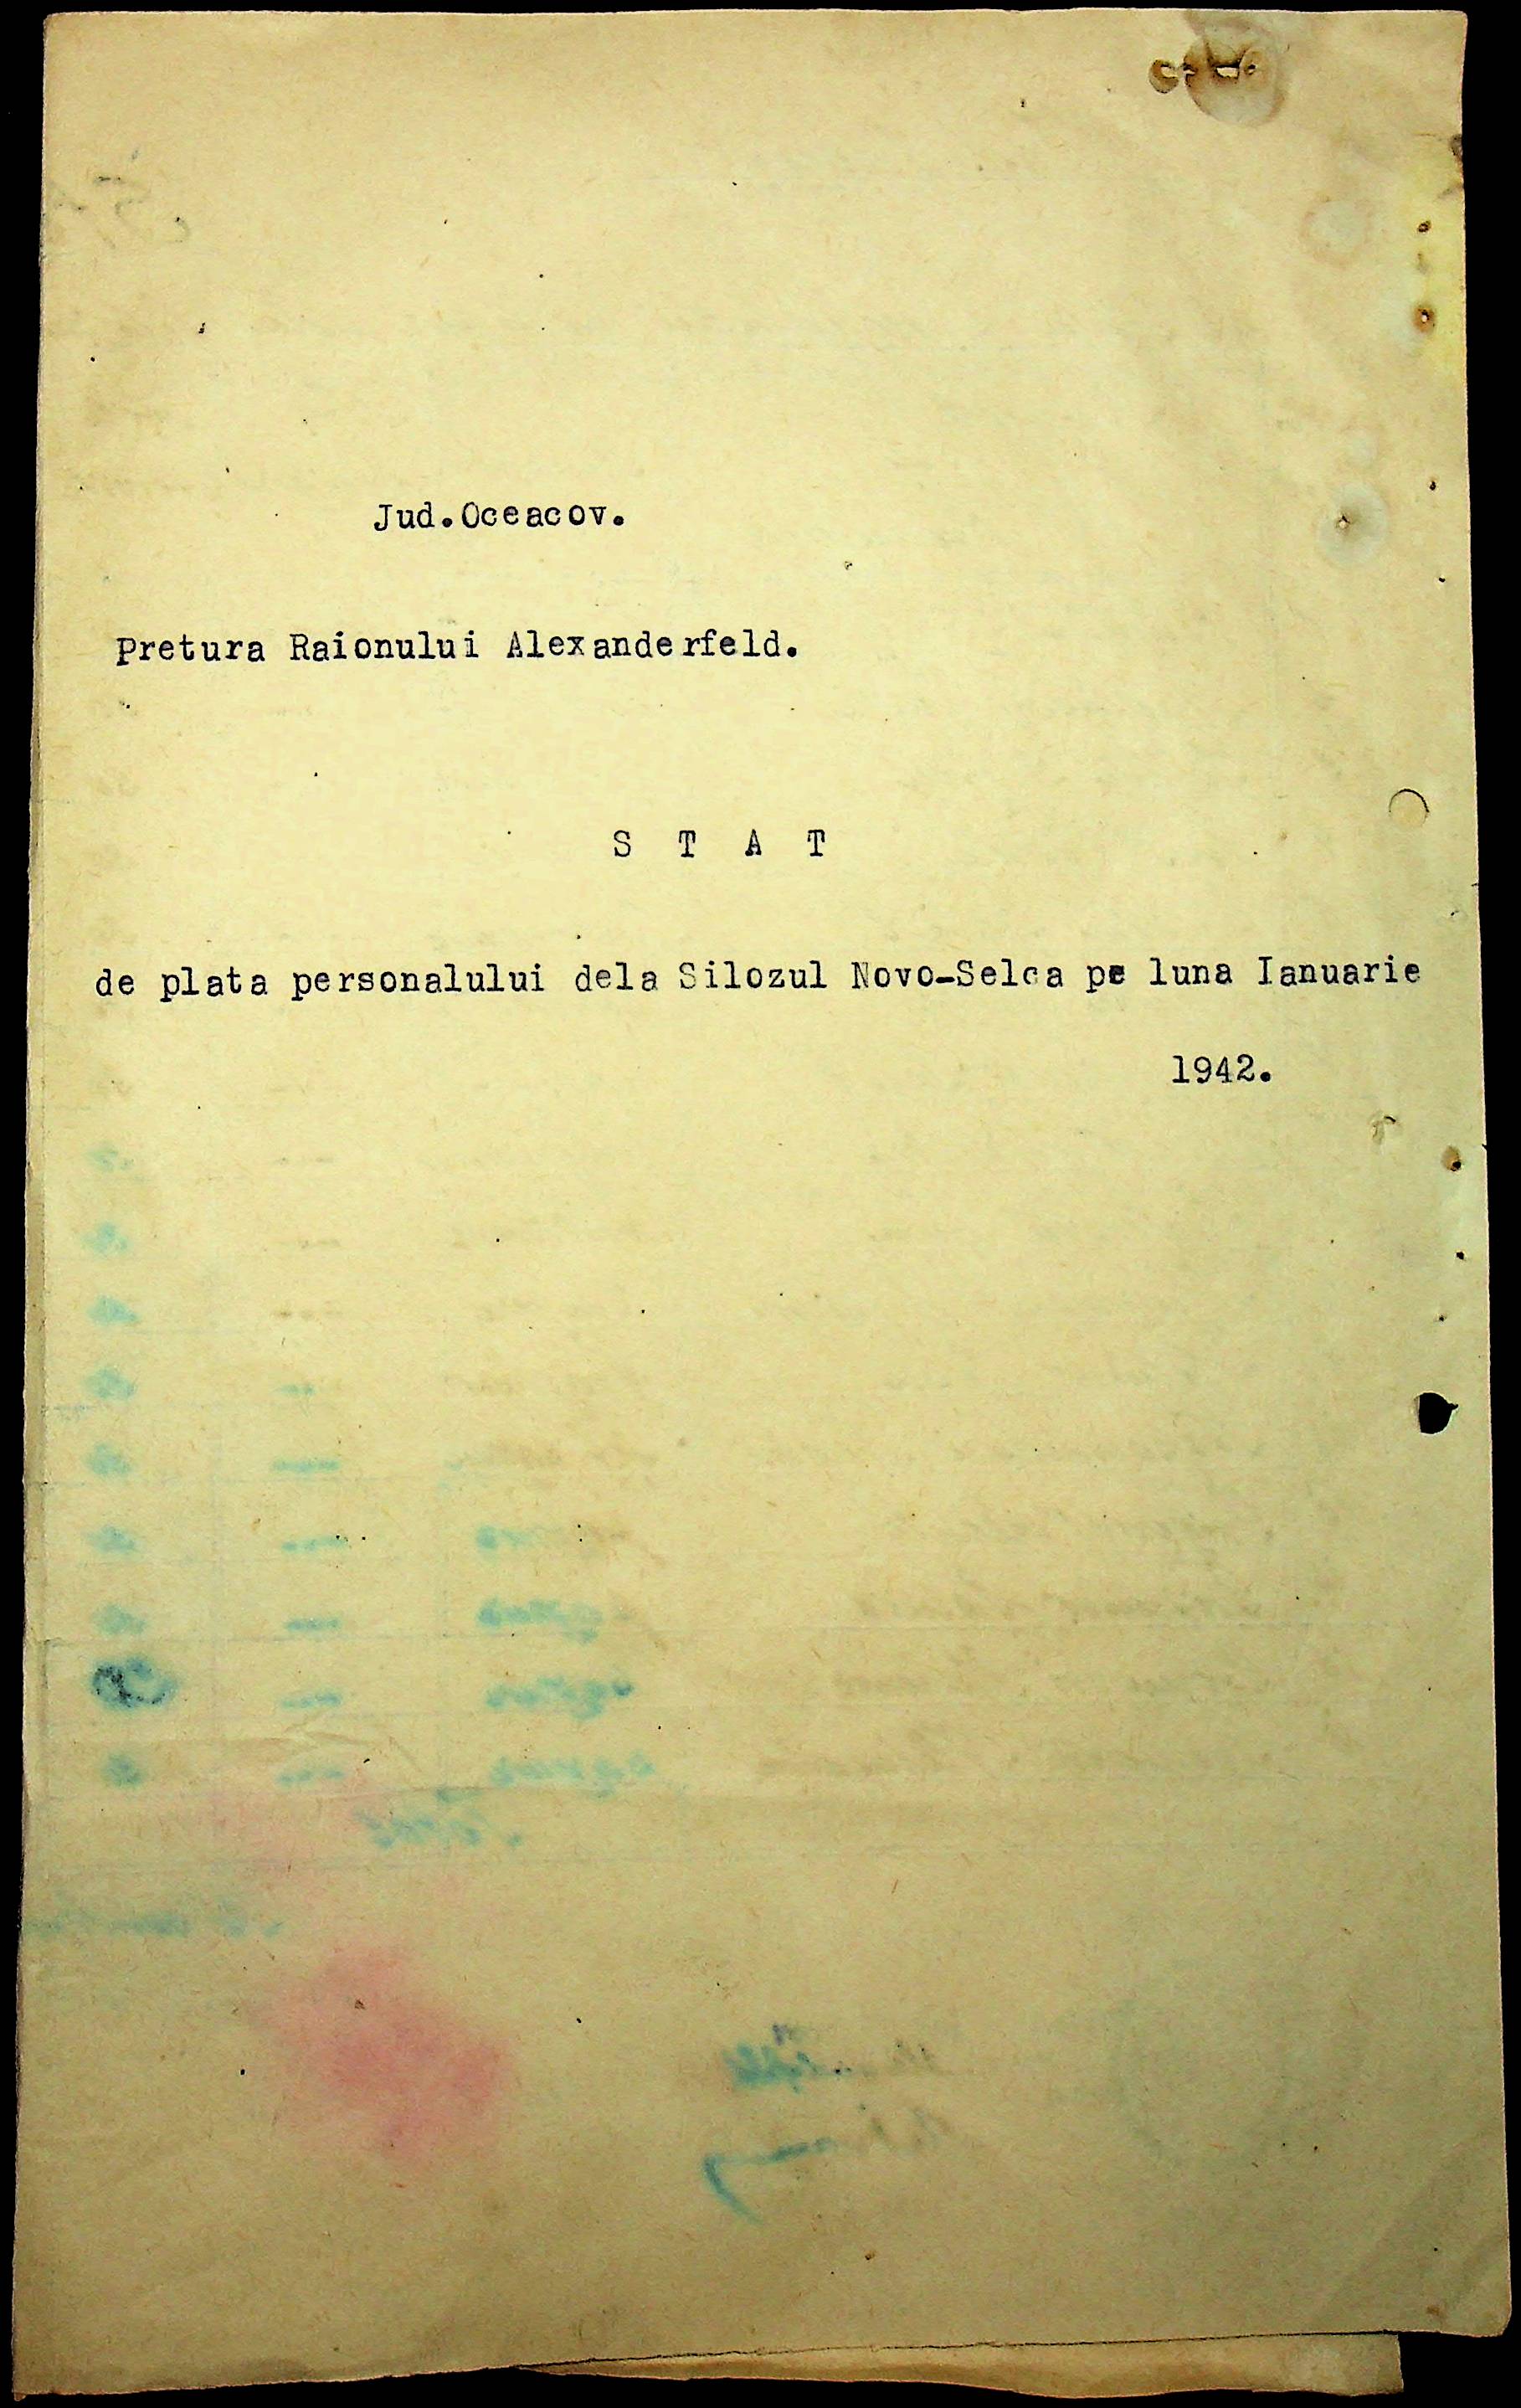 Jud.Oceacov.
Pretura Raionului Alexanderfeld.
S T A T
de plata personalului dela Silozul Novo-Selca pe luna Ianuarie
1942.